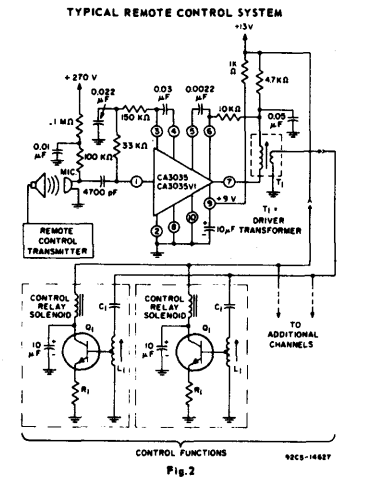 TYPICAL REMOTE CONTROL SYSTEM
+13V
+270 V
0.022 µF
0.03 µF
0.0022 µF
1K Ω
4.7KΩ
150 KΩ
10KΩ
.1 MΩ
0.05 µF
33 KΩ
0.01 µF
100 KΩ
3
4
5
6
MIC.
4700 pF
1
CA3035
CA3035V1
7
T1
2
8
10
9
+9 V
10µF
T1 =
DRIVER
TRANSFORMER
REMOTE
CONTROL
TRANSMITTER
CONTROL
RELAY
SOLENOID
C1
Q1
10 µF
L1
R1
CONTROL
RELAY
SOLENOID
C1
Q1
10 µF
L1
R1
TO
ADDITIONAL
CHANNELS
CONTROL FUNCTIONS
92CS-14627
Fig.2